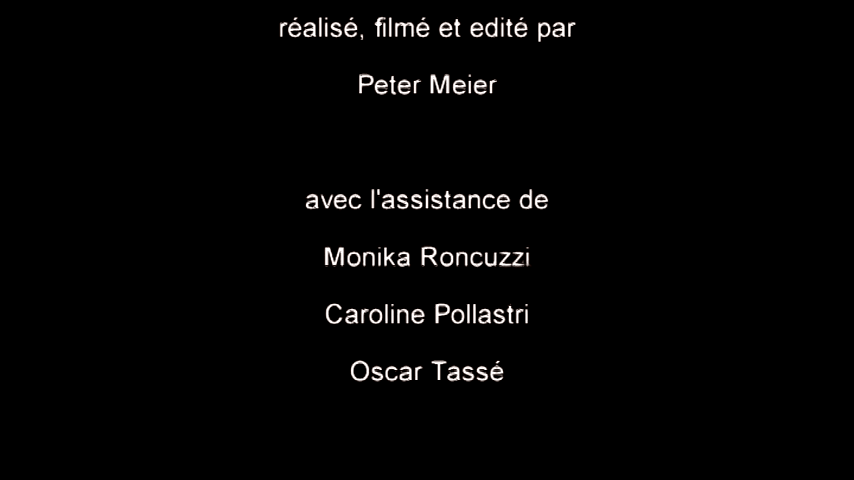 réalisé, filmé et edité par
Peter Meier
avec l'assistance de
Monika Roncuzzi
Caroline Pollastri
Oscar Tassé